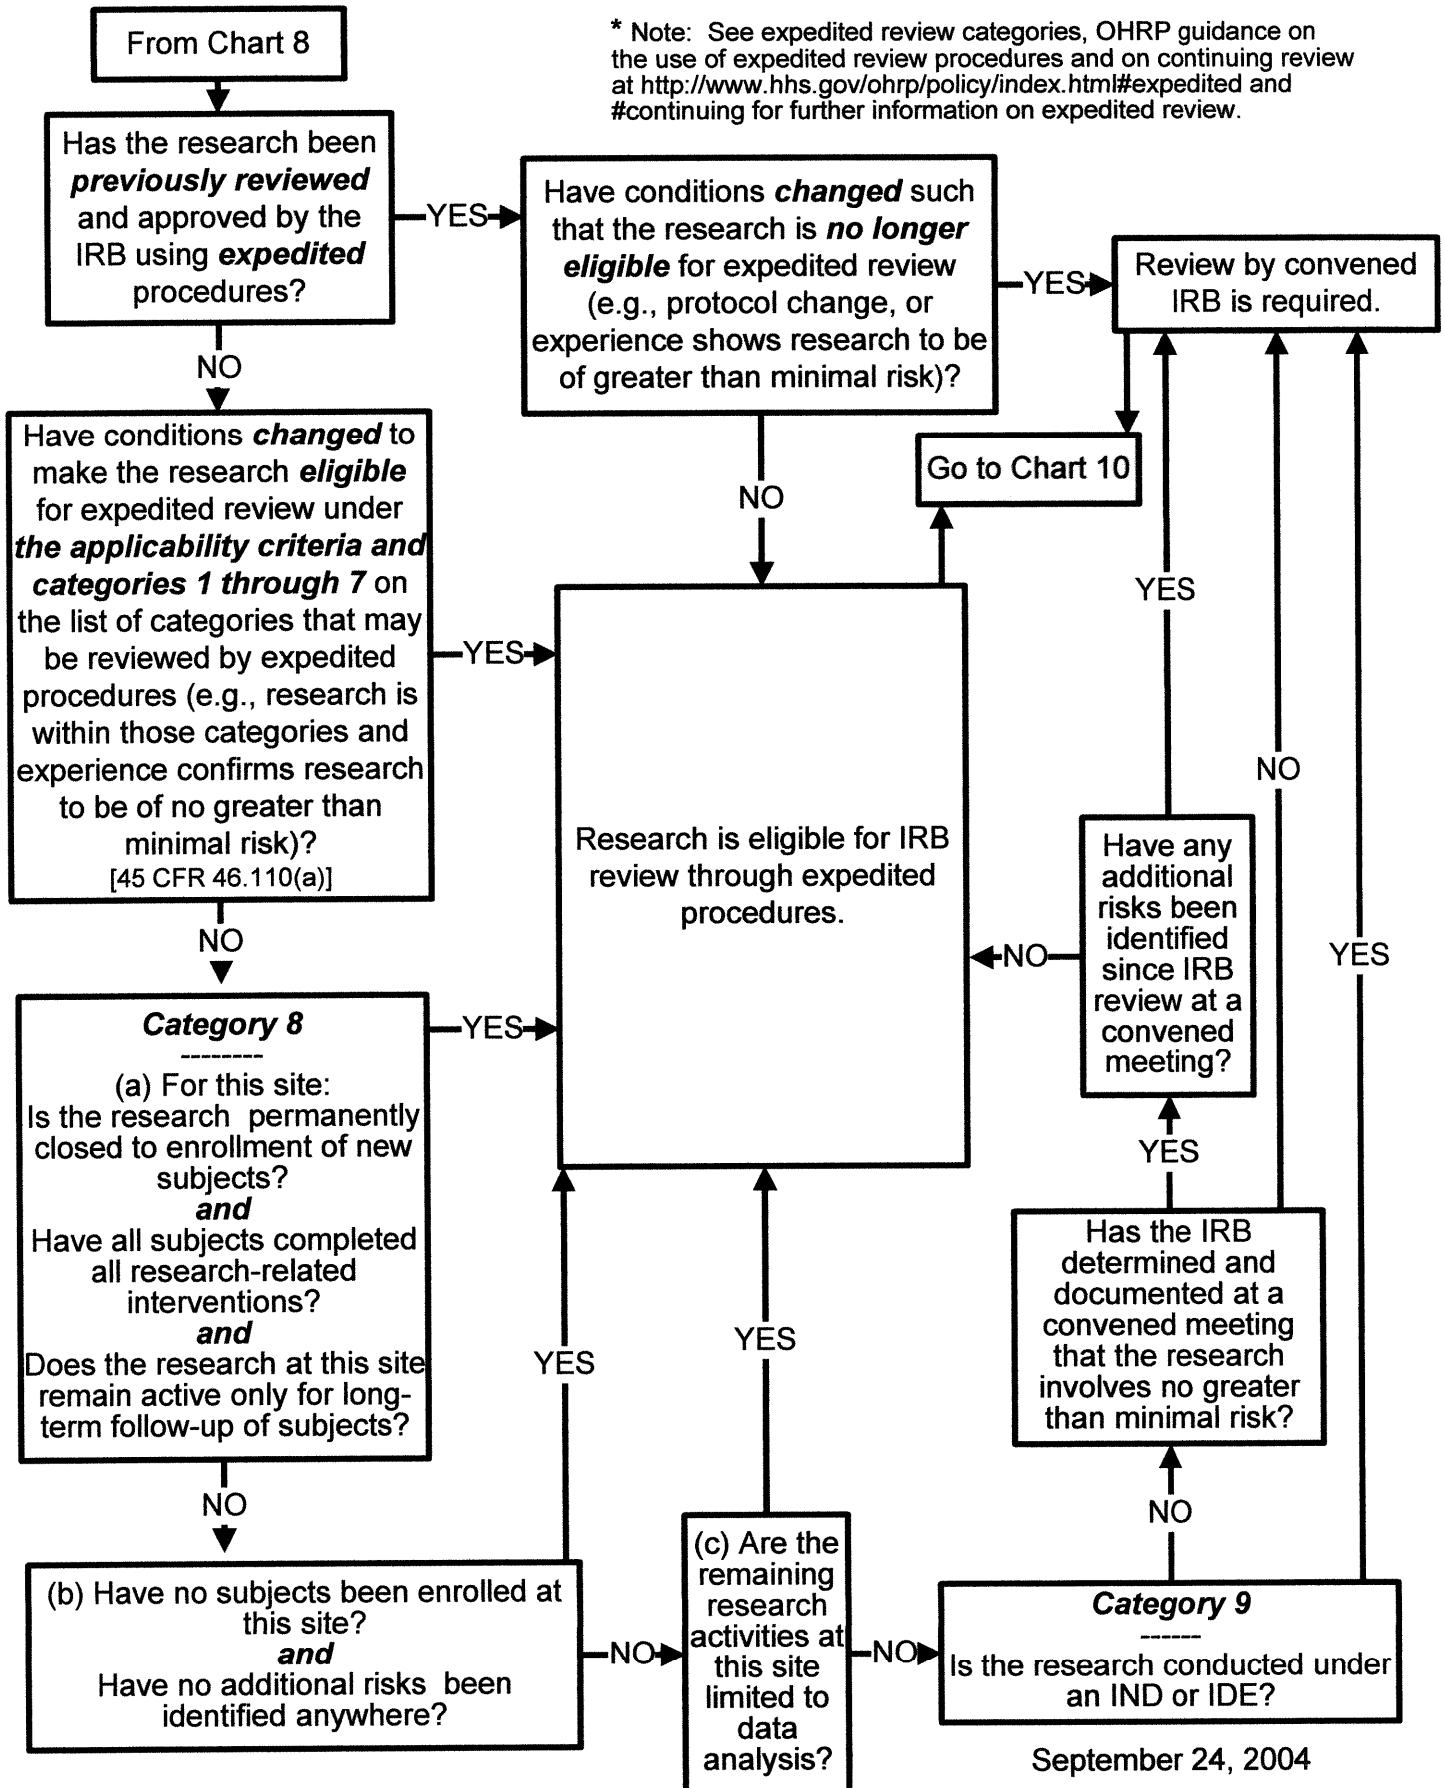 From Chart 8
* Note: See expedited review categories, OHRP guidance on
the use of expedited review procedures and on continuing review
at http://www.hhs.gov/ohrp/policy/index.html#expedited and
#continuing for further information on expedited review.
Has the research been
previously reviewed
and approved by the
IRB using expedited
procedures?
YES
Have conditions changed such
that the research is no longer
eligible for expedited review
(e.g., protocol change, or
experience shows research to be
of greater than minimal risk)?
YES
Review by convened
IRB is required.
NO
Have conditions changed to
make the research eligible
for expedited review under
the applicability criteria and
categories 1 through 7 on
the list of categories that may
be reviewed by expedited
procedures (e.g., research is
within those categories and
experience confirms research
to be of no greater than
minimal risk)?
[45 CFR 46.110(a)]
NO
Go to Chart 10
YES
YES
NO
Research is eligible for IRB
review through expedited
procedures.
Have any
additional
risks been
identified
since IRB
review at a
convened
meeting?
NO
YES
NO
Category 8
--------
(a) For this site:
Is the research permanently
closed to enrollment of new
subjects?
and
Have all subjects completed
all research-related
interventions?
and
Does the research at this site
remain active only for long-
term follow-up of subjects?
YES
YES
Has the IRB
determined and
documented at a
convened meeting
that the research
involves no greater
than minimal risk?
YES
YES
NO
NO
(b) Have no subjects been enrolled at
this site?
and
Have no additional risks been
identified anywhere?
NO
(c) Are the
remaining
research
activities at
this site
limited to
data
analysis?
NO
Category 9
------
Is the research conducted under
an IND or IDE?
September 24, 2004